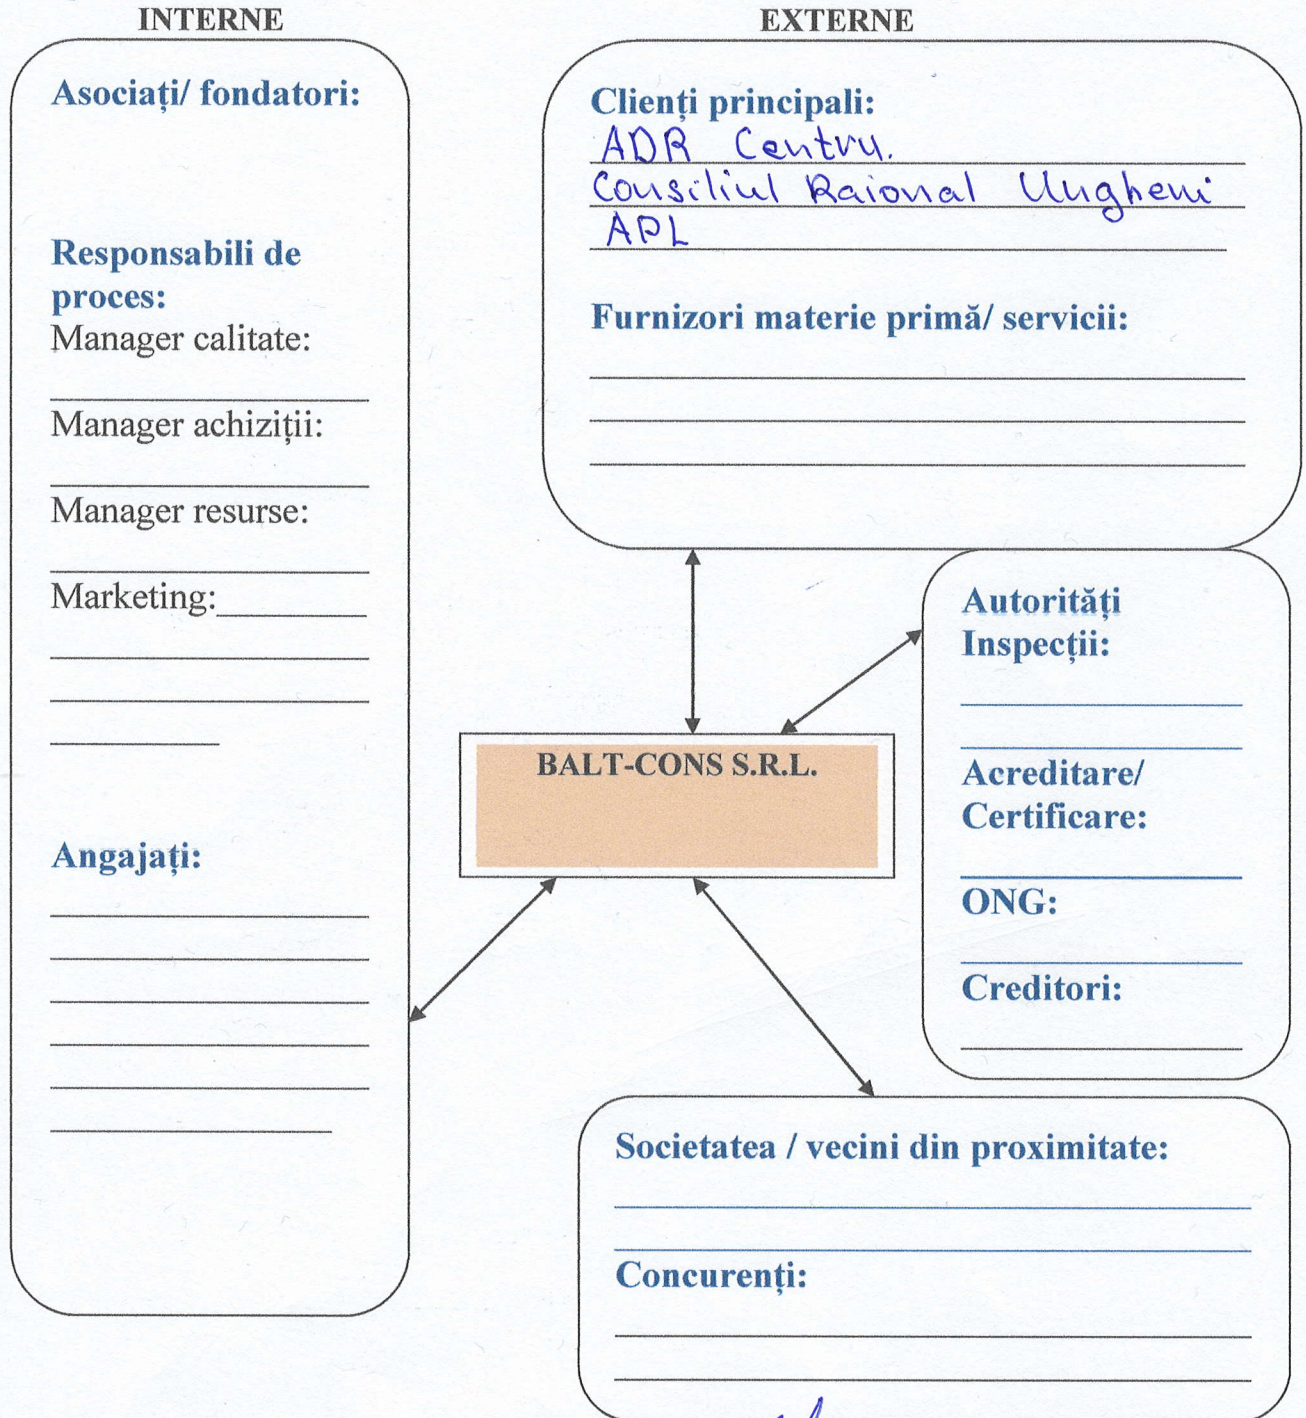 INTERNE
Asociați/ fondatori:
Responsabili de
proces:
Manager calitate:
Manager achiziții:
Manager resurse:
Marketing:
Angajați:
EXTERNE
Clienți principali:
ADR Centru.
Consiliul Raional Ungheni
APL
Furnizori materie primă/ servicii:
Autorități
Inspecții:
Acreditare/
Certificare:
ONG:
Creditori:
BALT-CONS S.R.L.
Societatea / vecini din proximitate:
Concurenți: